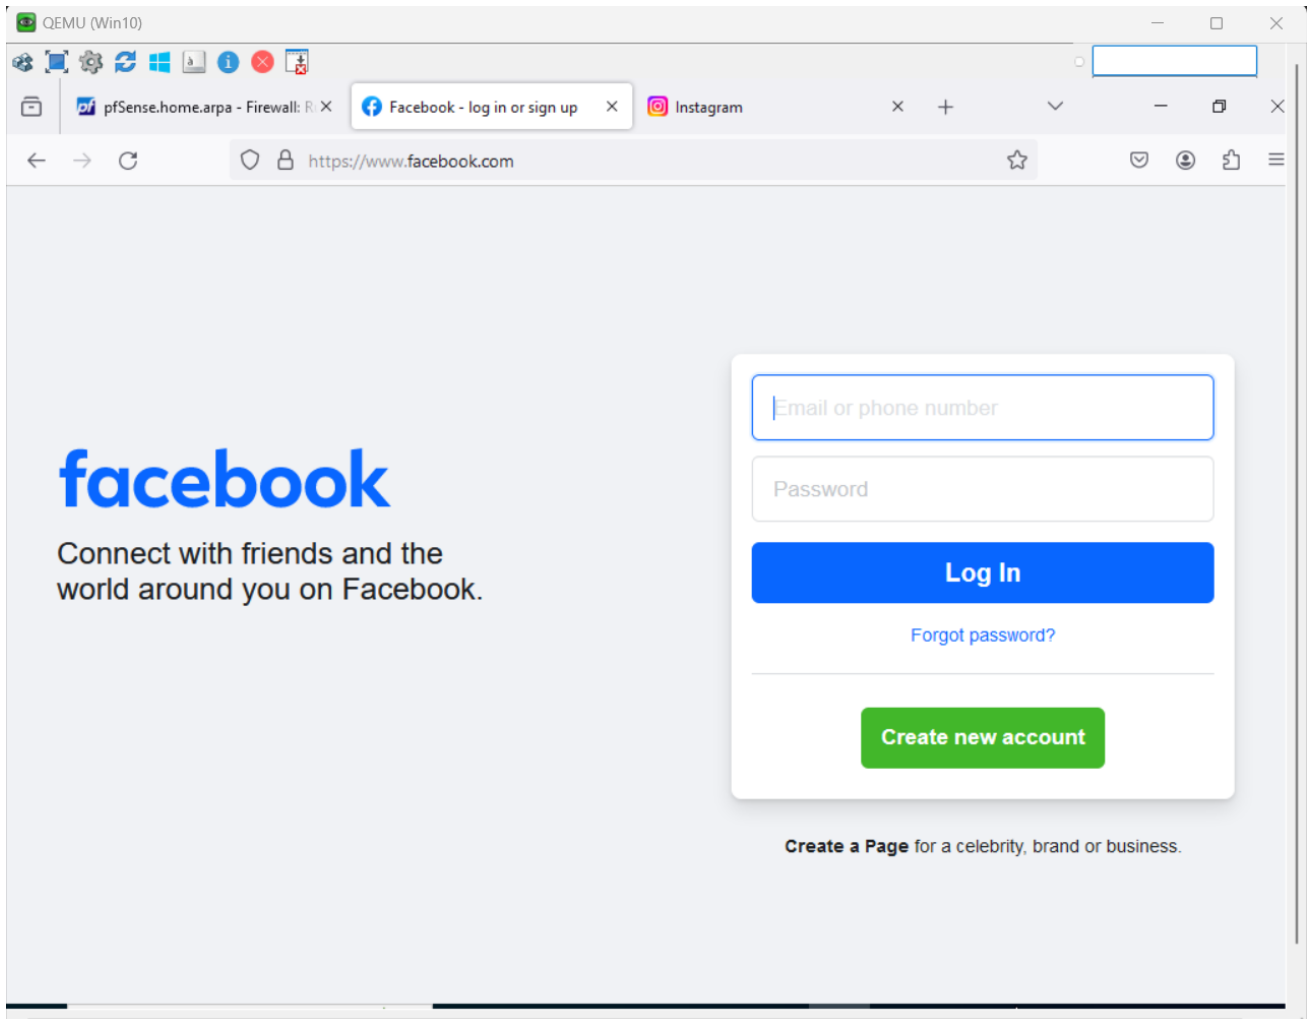 QEMU (Win10)
pfSense.home.arpa - Firewall: R
Facebook - log in or sign up
Instagram
https://www.facebook.com
Email or phone number
facebook
Password
Connect with friends and the
world around you on Facebook.
Log In
Forgot password?
Create new account
Create a Page for a celebrity, brand or business.